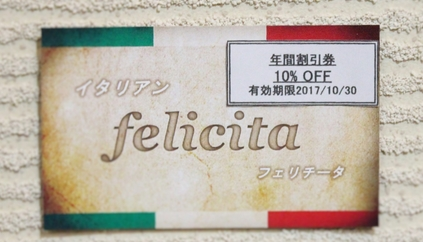 年間割引券
10% OFF
有効期限2017/10/30
イタリアン
felicita
フェリチータ